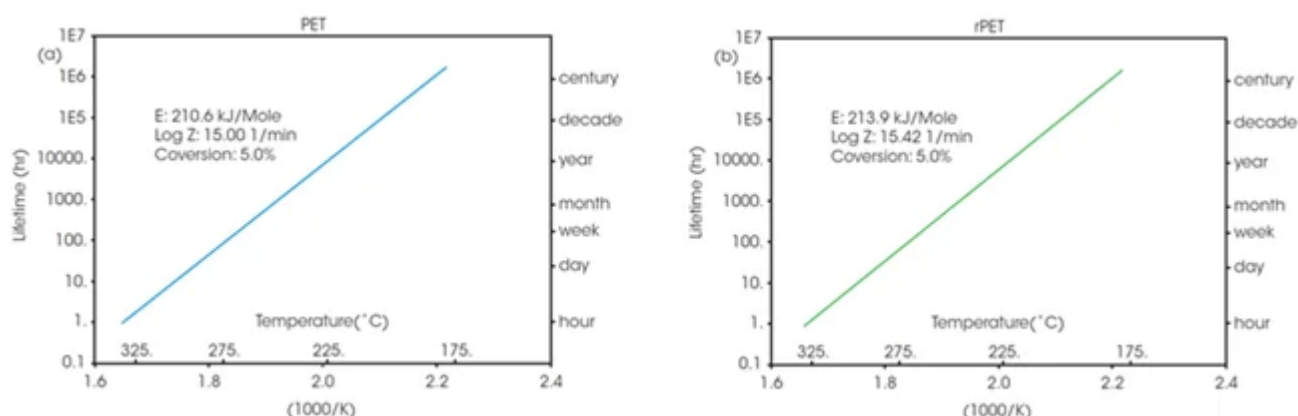 PET
(a)
1E7
1E6
1E5
10000.
1000.
100.
10.
1.
0.1
Lifetime (hr)
E: 210.6 kJ/Mole
Log Z: 15.00 1/min
Coversion: 5.0%
century
decade
year
month
week
day
hour
Temperature(˚C)
325.
275.
225.
175.
1.6
1.8
2.0
2.2
2.4
(1000/K)
rPET
(b)
1E7
1E6
1E5
10000.
1000.
100.
10.
1.
0.1
Lifetime (hr)
E: 213.9 kJ/Mole
Log Z: 15.42 1/min
Coversion: 5.0%
century
decade
year
month
week
day
hour
Temperature(˚C)
325.
275.
225.
175.
1.6
1.8
2.0
2.2
2.4
(1000/K)